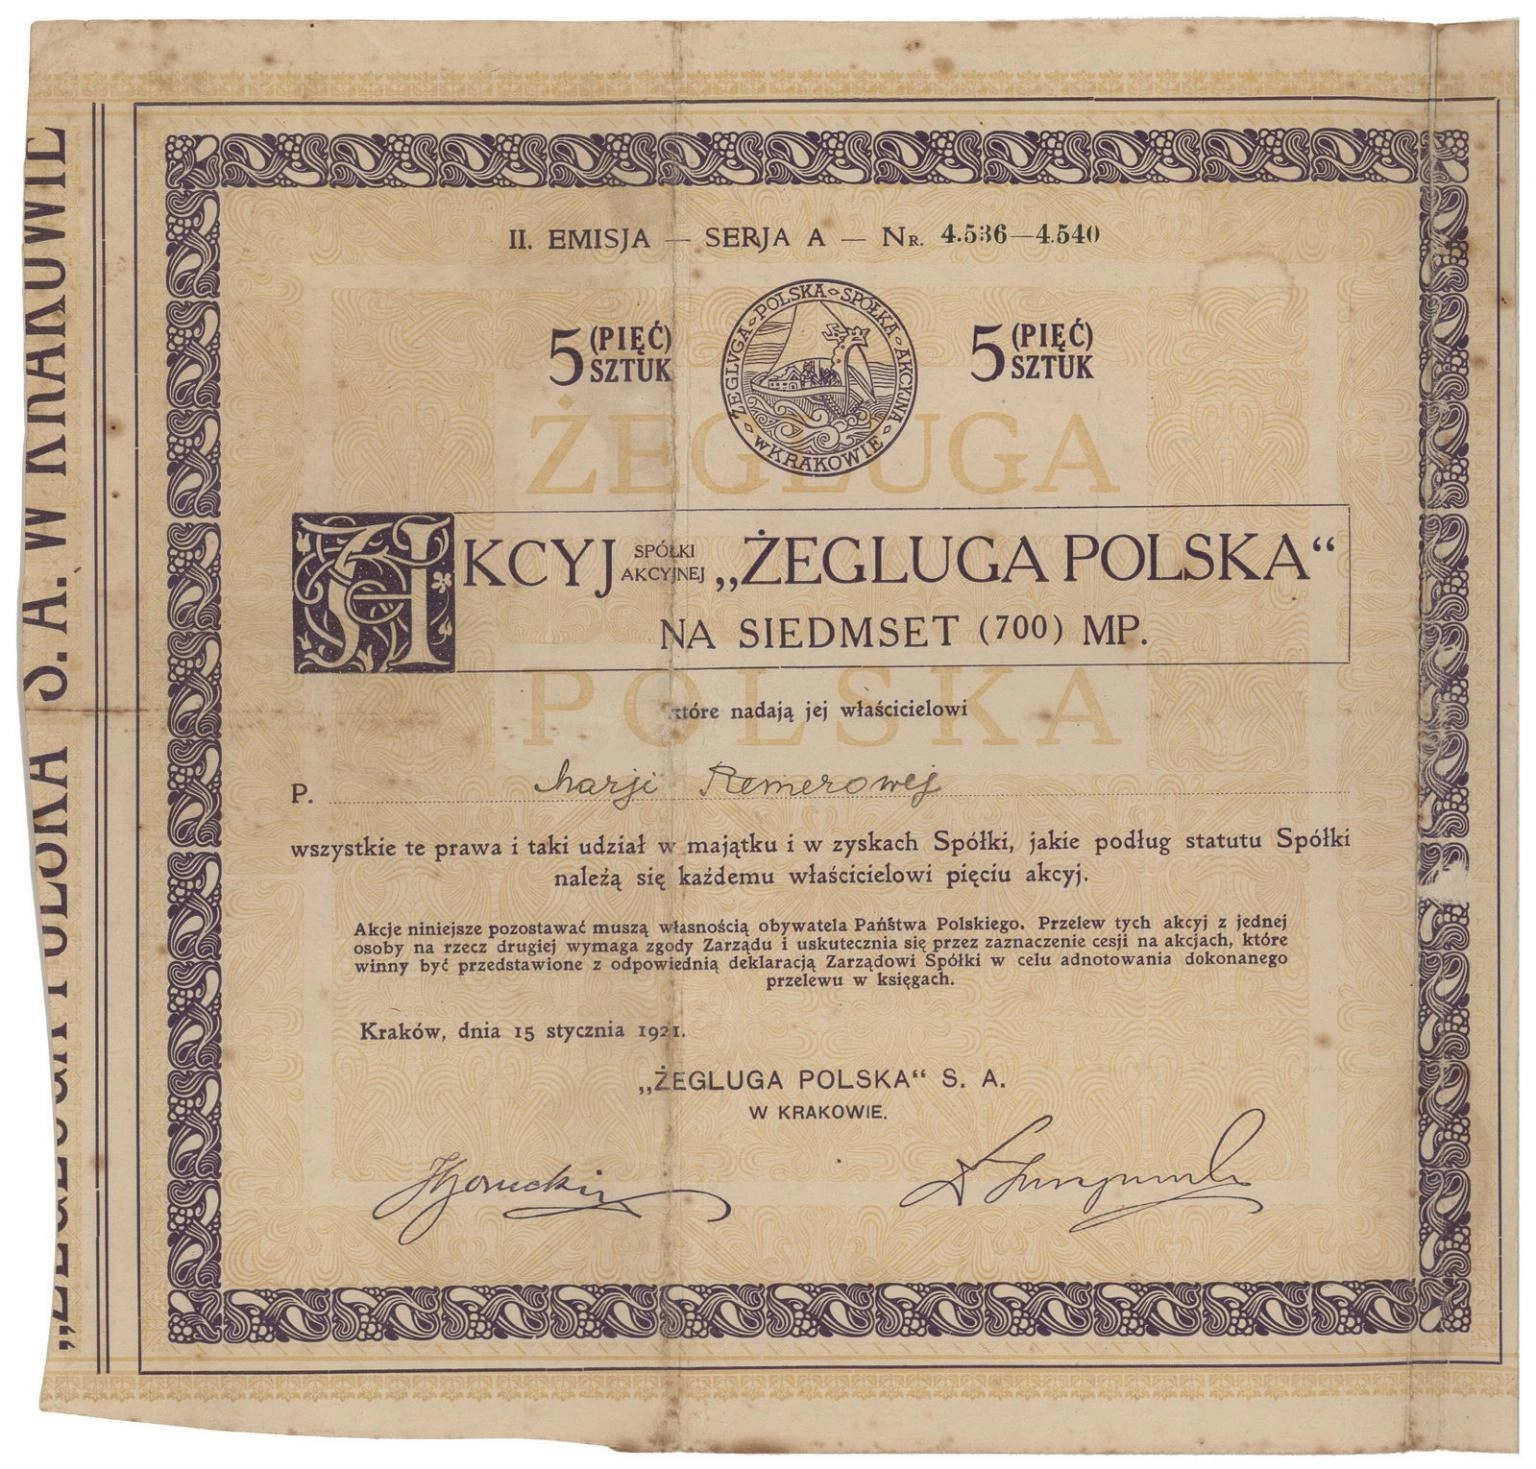 II. EMISJA — SERJA A — Nr. 4.536—4.540
5 (PIĘĆ) SZTUK
5 (PIĘĆ) SZTUK
ŻEGLVGA POLSKA SPÓŁKA AKCYJNA
W KRAKOWIE
ŻEGLUGA
AKCYJ SPÓŁKI AKCYJNEJ „ŻEGLUGA POLSKA“
NA SIEDMSET (700) MP.
POLSKA
które nadają jej właścicielowi
P. Marji Remerowej
wszystkie te prawa i taki udział w majątku i w zyskach Spółki, jakie podług statutu Spółki
należą się każdemu właścicielowi pięciu akcyj.
Akcje niniejsze pozostawać muszą własnością obywatela Państwa Polskiego. Przelew tych akcyj z jednej
osoby na rzecz drugiej wymaga zgody Zarządu i uskutecznia się przez zaznaczenie cesji na akcjach, które
winny być przedstawione z odpowiednią deklaracją Zarządowi Spółki w celu adnotowania dokonanego
przelewu w księgach.
Kraków, dnia 15 stycznia 1921.
„ŻEGLUGA POLSKA“ S. A.
W KRAKOWIE.
„ŻEGLUGA POLSKA S. A. W KRAKOWIE